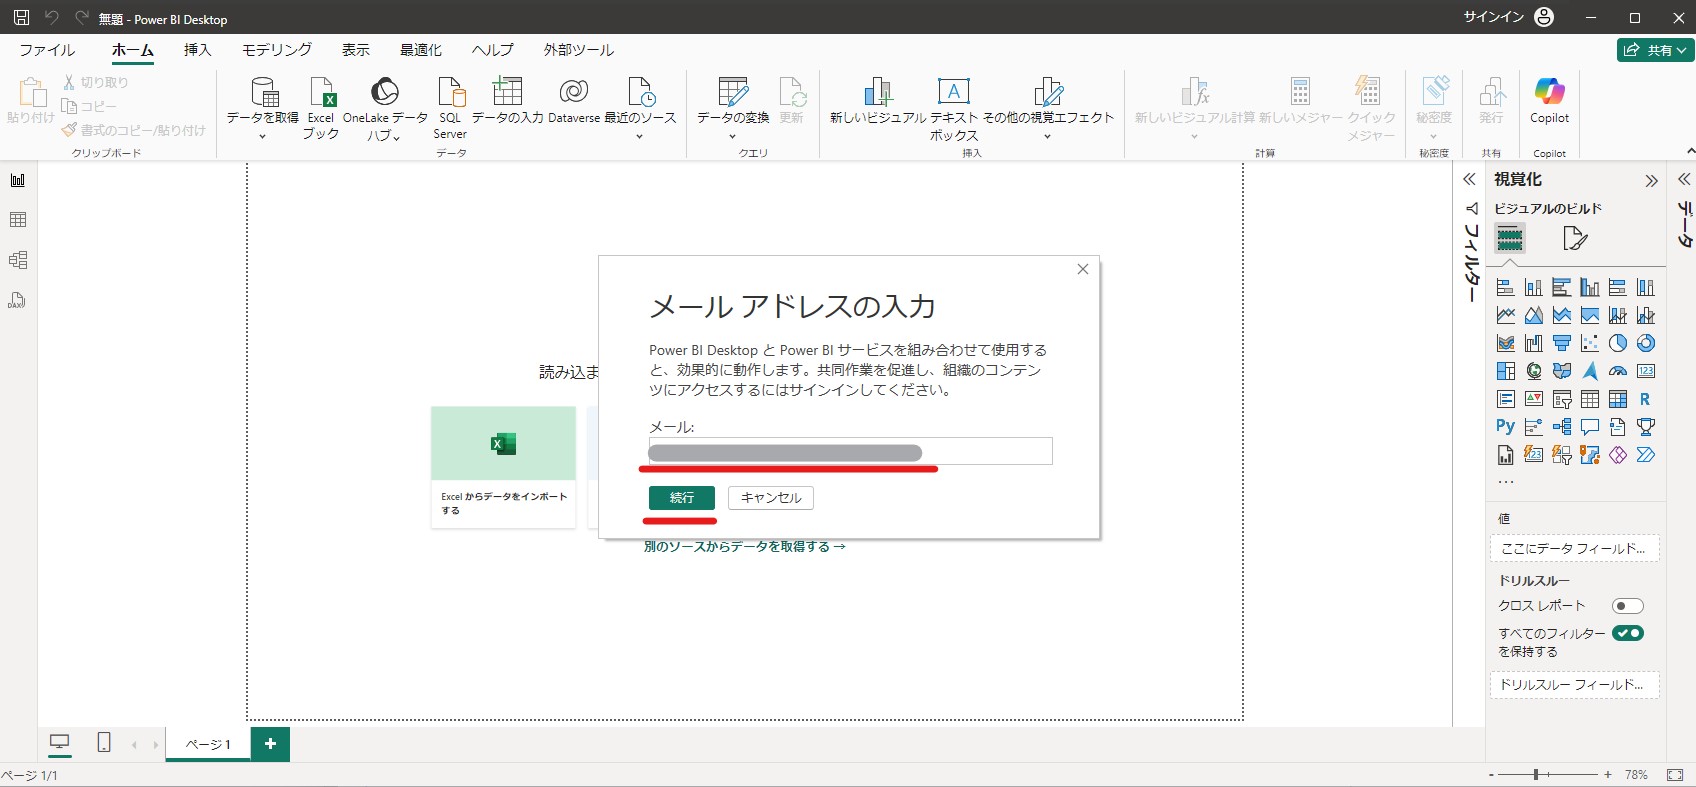 無題 - Power BI Desktop
サインイン
ファイル
ホーム
挿入
モデリング
表示
最適化
ヘルプ
外部ツール
共有
貼り付け
切り取り
コピー
書式のコピー/貼り付け
クリップボード
データを取得
Excel
ブック
OneLake データ
ハブ
SQL
Server
データの入力
Dataverse
最近のソース
データ
データの変換
更新
クエリ
新しいビジュアル
テキスト
ボックス
その他の視覚エフェクト
挿入
新しいビジュアル計算
新しいメジャー
クイック
メジャー
計算
秘密度
秘密度
発行
共有
Copilot
Copilot
DAX
読み込ま
Excel からデータをインポート
する
別のソースからデータを取得する →
メール アドレスの入力
Power BI Desktop と Power BI サービスを組み合わせて使用する
と、効果的に動作します。共同作業を促進し、組織のコンテン
ツにアクセスするにはサインインしてください。
メール:
続行
キャンセル
フィルター
視覚化
ビジュアルのビルド
123
R
Py
123
...
値
ここにデータ フィールド...
ドリルスルー
クロス レポート
すべてのフィルター
を保持する
ドリルスルー フィールド...
データ
ページ 1
ページ 1/1
- + 78%